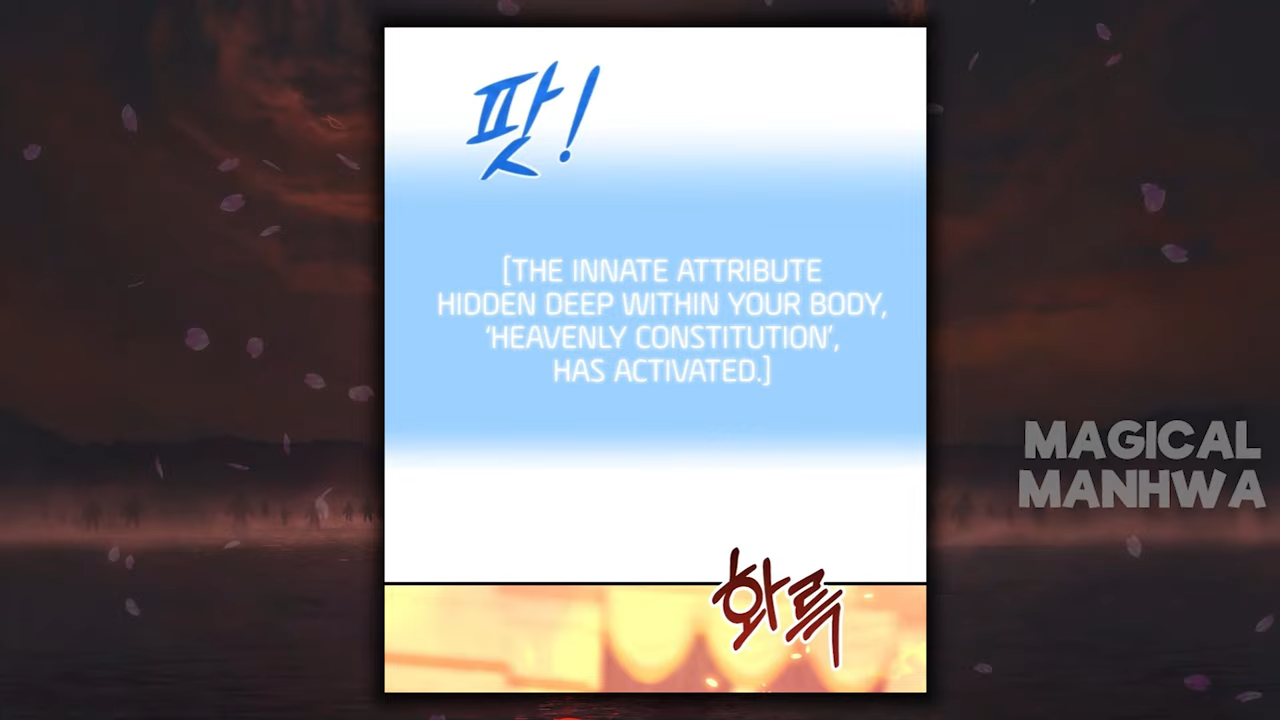 팟!
[THE INNATE ATTRIBUTE
HIDDEN DEEP WITHIN YOUR BODY,
‘HEAVENLY CONSTITUTION’,
HAS ACTIVATED.]
MAGICAL
MANHWA
화륵